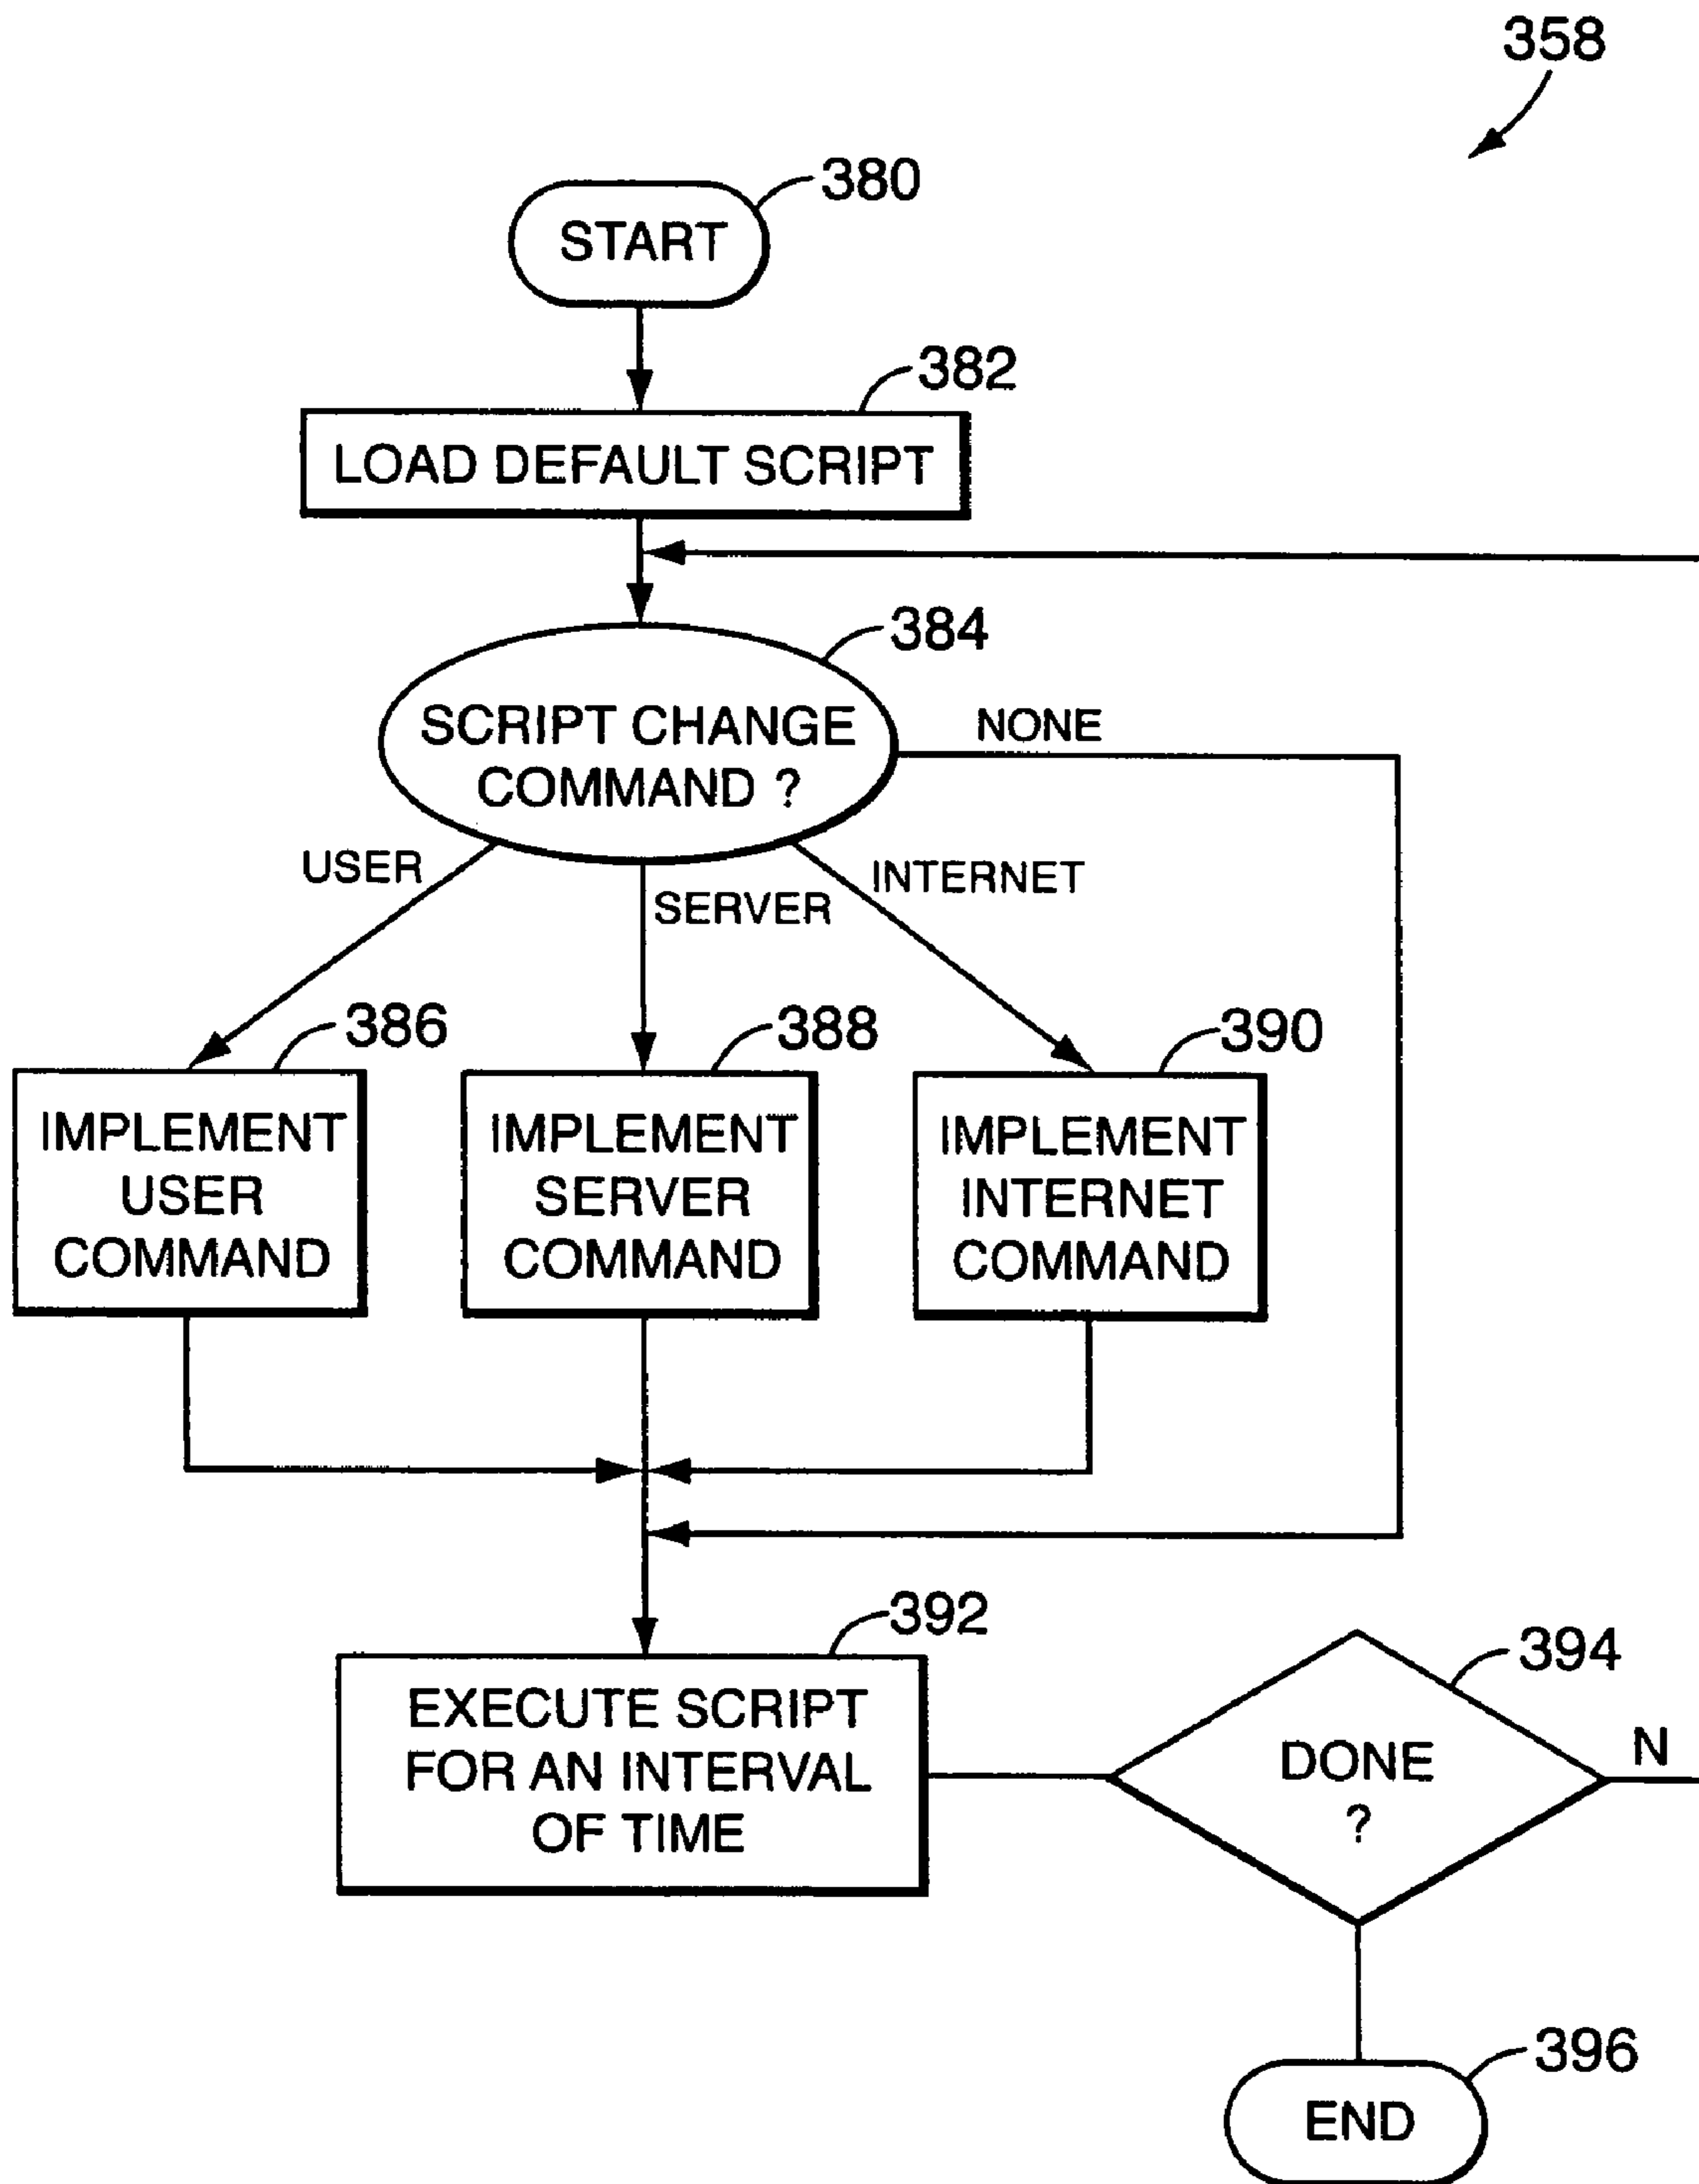 358
380
START
382
LOAD DEFAULT SCRIPT
384
SCRIPT CHANGE
COMMAND ?
NONE
USER
SERVER
INTERNET
386
388
390
IMPLEMENT
USER
COMMAND
IMPLEMENT
SERVER
COMMAND
IMPLEMENT
INTERNET
COMMAND
392
EXECUTE SCRIPT
FOR AN INTERVAL
OF TIME
394
DONE
?
N
396
END